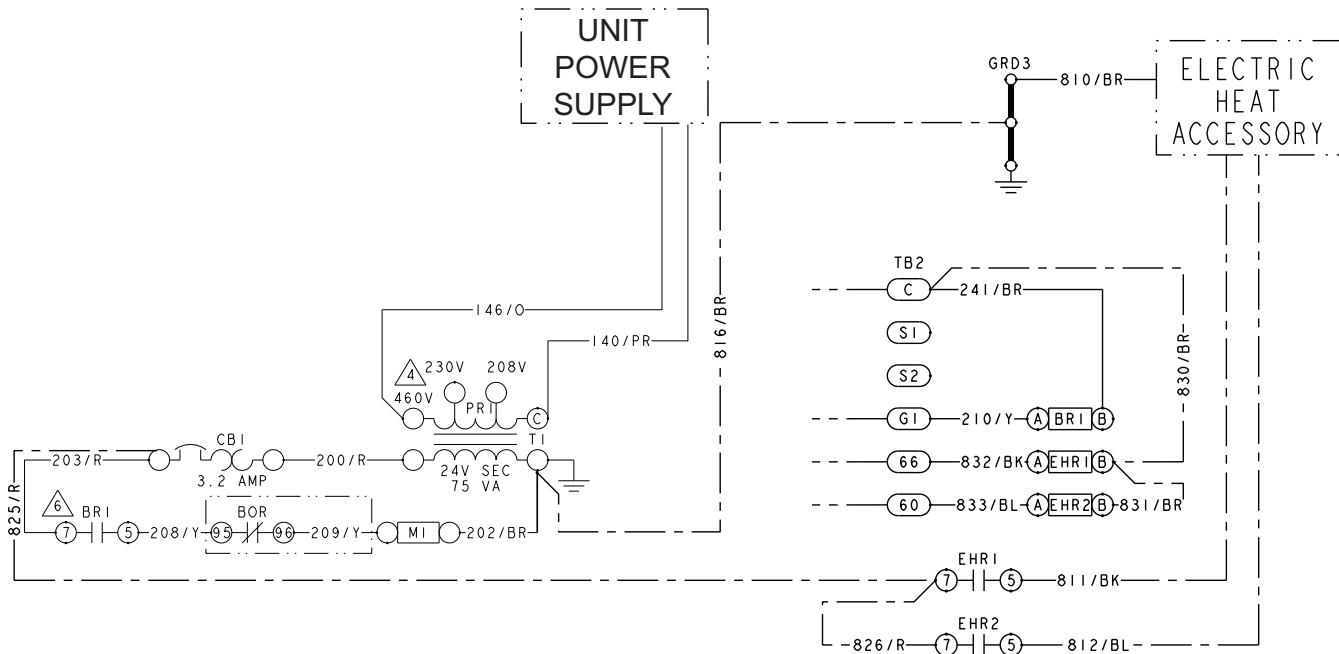 UNIT
POWER
SUPPLY
GRD3
810/BR
ELECTRIC
HEAT
ACCESSORY
TB2
C
241/BR
S1
S2
G1
210/Y
A BR1 B
66
832/BK
A EHR1 B
60
833/BL
A EHR2 B
831/BR
830/BR
816/BR
146/O
140/PR
4
230V
208V
460V
PR1
C
T1
24V SEC
75 VA
203/R
CB1
3.2 AMP
200/R
825/R
6
BR1
7
5
208/Y
BOR
95
96
209/Y
M1
202/BR
EHR1
7
5
811/BK
EHR2
826/R
7
5
812/BL